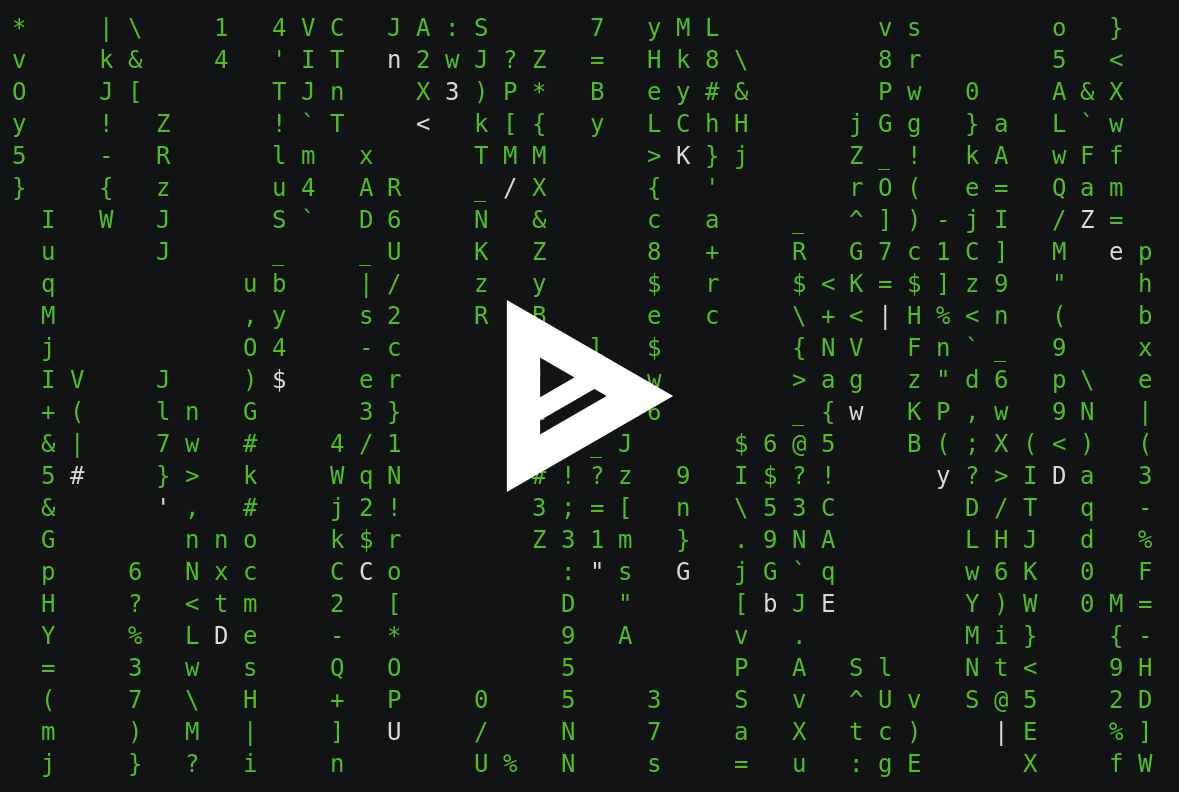 * | \ 1 4 V C J A : S 7 y M L v s o }
v k & 4 ' I T n 2 w J ? Z = H k 8 \ 8 r 5 <
O J [ T J n X 3 ) P * B e y # & P w 0 A & X
y ! Z ! ` T < k [ { y L C h H j G g } a L ` w
5 - R l m x T M M > K } j Z _ ! k A w F f
} { z u 4 A R _ / X { ' r O ( e = Q a m
I W J S ` D 6 N & c a _ ^ ] ) - j I / Z =
u J _ _ U K Z 8 + R G 7 c 1 C ] M e p
q u b | / z y $ r $ < K = $ ] z 9 " h
M , y s 2 R B e c \ + < | H % < n ( b
j O 4 - c ] $ { N V F n ` _ 9 x
I V J ) $ e r w > a g z " d 6 p \ e
+ ( l n G 3 } 6 _ { w K P , w 9 N |
& | 7 w # 4 / 1 _ J $ 6 @ 5 B ( ; X ( < ) (
5 # } > k W q N # ! ? z 9 I $ ? ! y ? > I D a 3
& ' , # j 2 ! 3 ; = [ n \ 5 3 C D / T q -
G n n o k $ r Z 3 1 m } . 9 N A L H J d %
p 6 N x c C C o : " s G j G ` q w 6 K 0 F
H ? < t m 2 [ D " [ b J E Y ) W 0 M =
Y % L D e - * 9 A v . M i } { -
= 3 w s Q O 5 P A S l N t < 9 H
( 7 \ H + P 0 5 3 S v ^ U v S @ 5 2 D
m ) M | ] U / N 7 a X t c ) | E % ]
j } ? i n U % N s = u : g E X f W